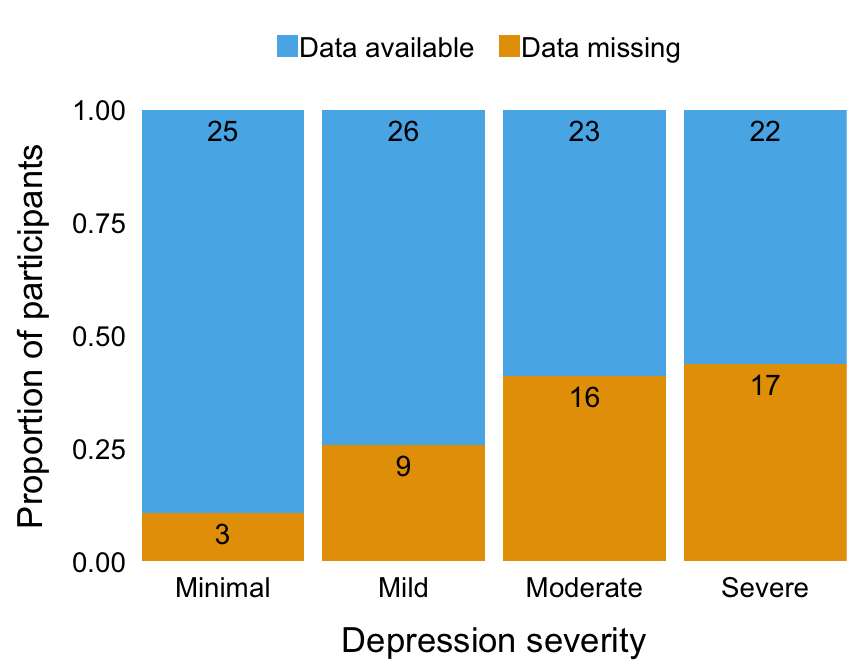 Data available Data missing
Proportion of participants
1.00
0.75
0.50
0.25
0.00
25 26 23 22
3 9 16 17
Minimal Mild Moderate Severe
Depression severity